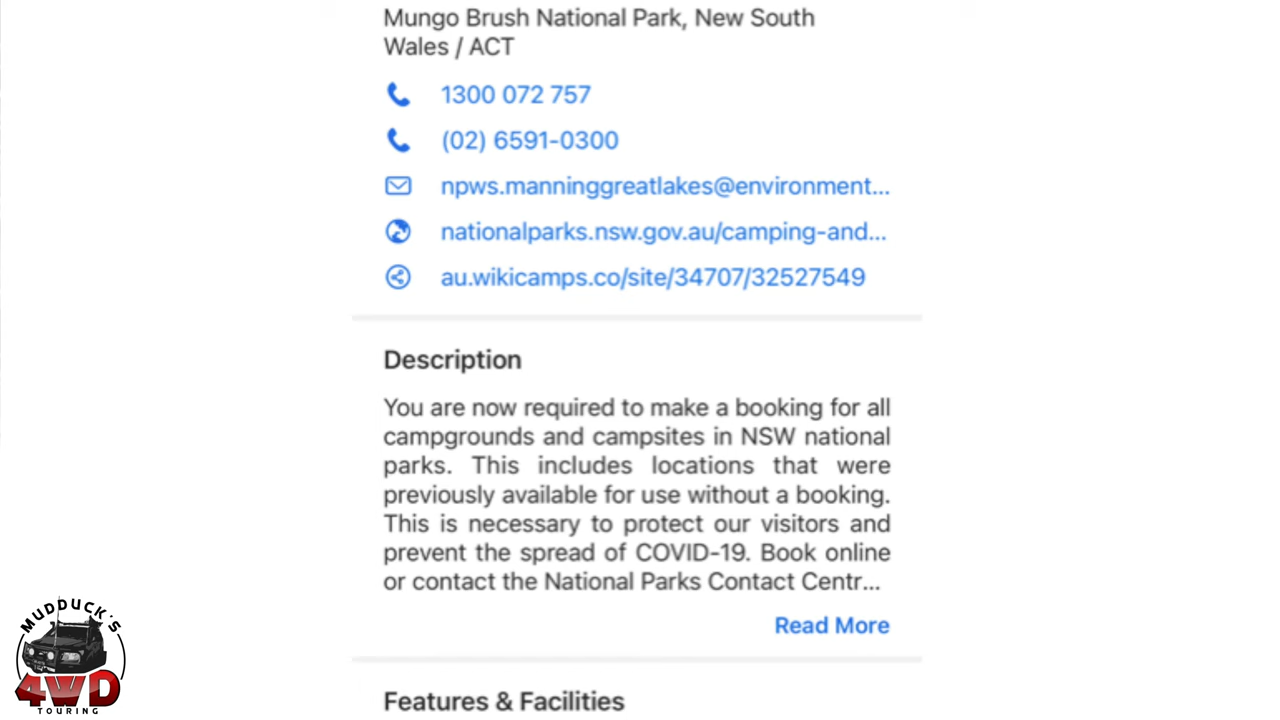 Mungo Brush National Park, New South
Wales / ACT
1300 072 757
(02) 6591-0300
npws.manninggreatlakes@environment...
nationalparks.nsw.gov.au/camping-and...
au.wikicamps.co/site/34707/32527549
Description
You are now required to make a booking for all
campgrounds and campsites in NSW national
parks. This includes locations that were
previously available for use without a booking.
This is necessary to protect our visitors and
prevent the spread of COVID-19. Book online
or contact the National Parks Contact Centr...
Read More
Features & Facilities
MUDDUCK'S
4WD
TOURING